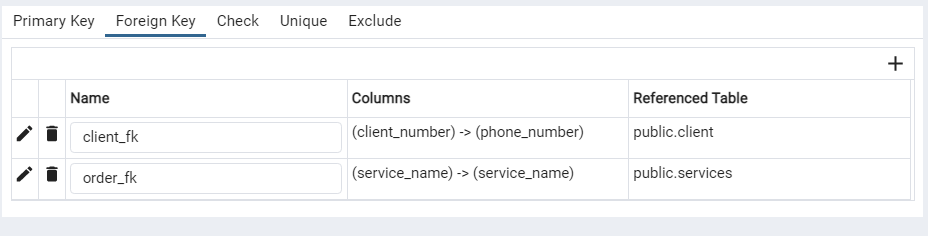 Primary Key Foreign Key Check Unique Exclude
Name Columns Referenced Table
client_fk (client_number) -> (phone_number) public.client
order_fk (service_name) -> (service_name) public.services